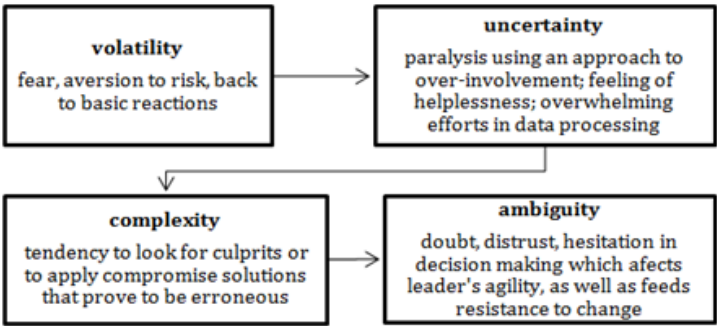 volatility
fear, aversion to risk, back
to basic reactions
uncertainty
paralysis using an approach to
over-involvement; feeling of
helplessness; overwhelming
efforts in data processing
complexity
tendency to look for culprits or
to apply compromise solutions
that prove to be erroneous
ambiguity
doubt, distrust, hesitation in
decision making which afects
leader's agility, as well as feeds
resistance to change